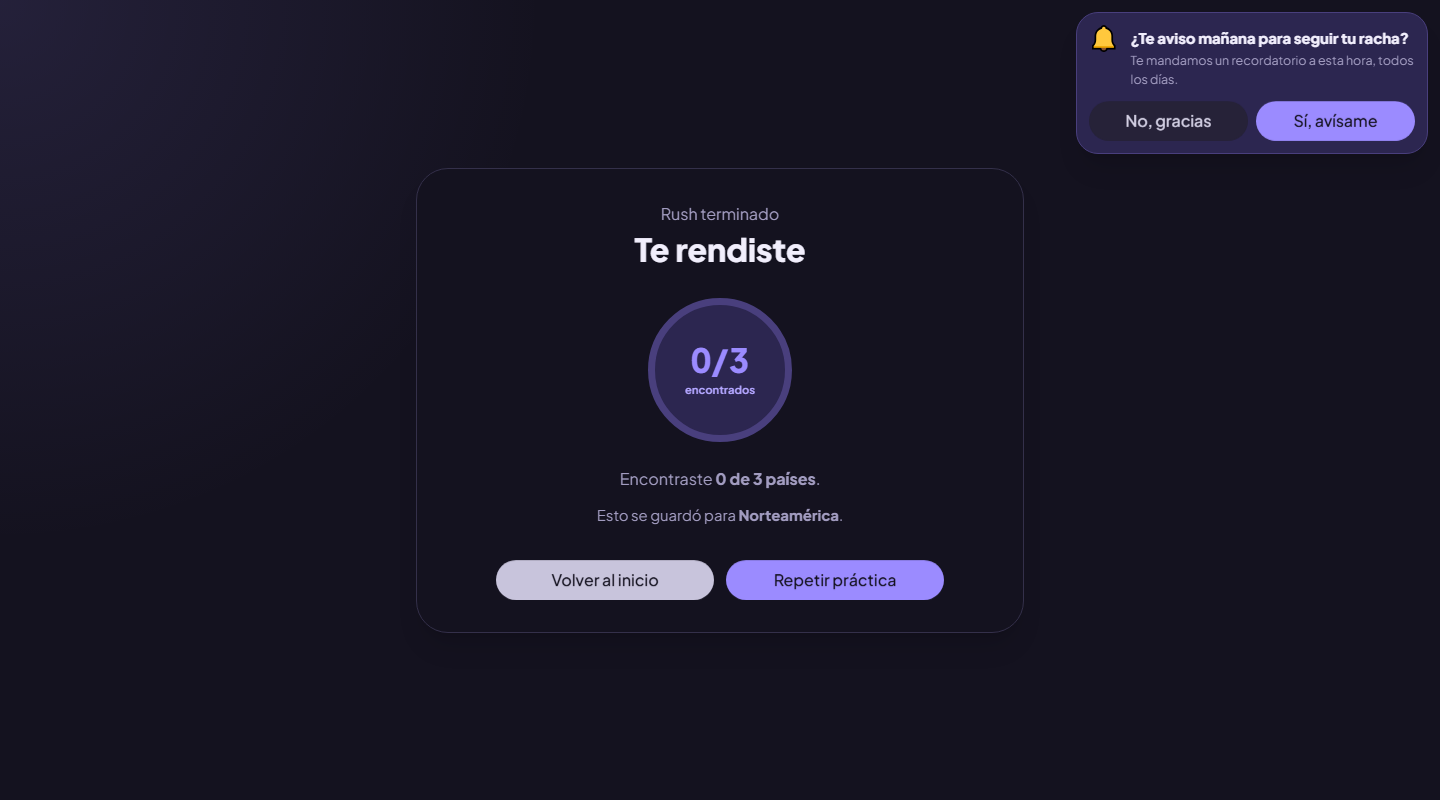 ¿Te aviso mañana para seguir tu racha?
Te mandamos un recordatorio a esta hora, todos
los días.
No, gracias
Sí, avísame
Rush terminado
Te rendiste
0/3
encontrados
Encontraste 0 de 3 países.
Esto se guardó para Norteamérica.
Volver al inicio
Repetir práctica